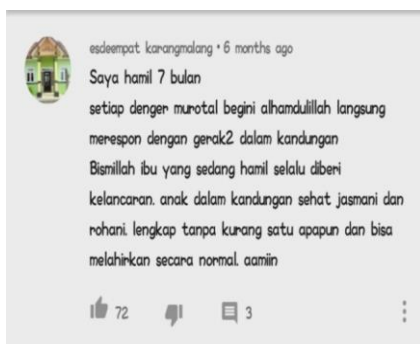 esdeempat karangmalang • 6 months ago
Saya hamil 7 bulan
setiap denger murotal begini alhamdulillah langsung
merespon dengan gerak2 dalam kandungan
Bismillah ibu yang sedang hamil selalu diberi
kelancaran. anak dalam kandungan sehat jasmani dan
rohani. lengkap tanpa kurang satu apapun dan bisa
melahirkan secara normal. aamiin
72 3